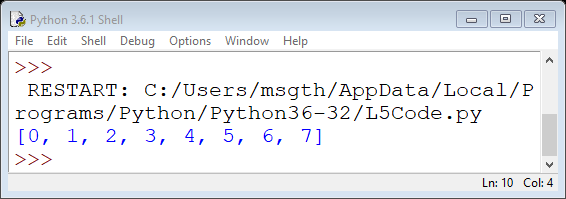 Python 3.6.1 Shell
File Edit Shell Debug Options Window Help
>>>
RESTART: C:/Users/msgth/AppData/Local/P
rograms/Python/Python36-32/L5Code.py
[0, 1, 2, 3, 4, 5, 6, 7]
>>>
Ln: 10 Col: 4